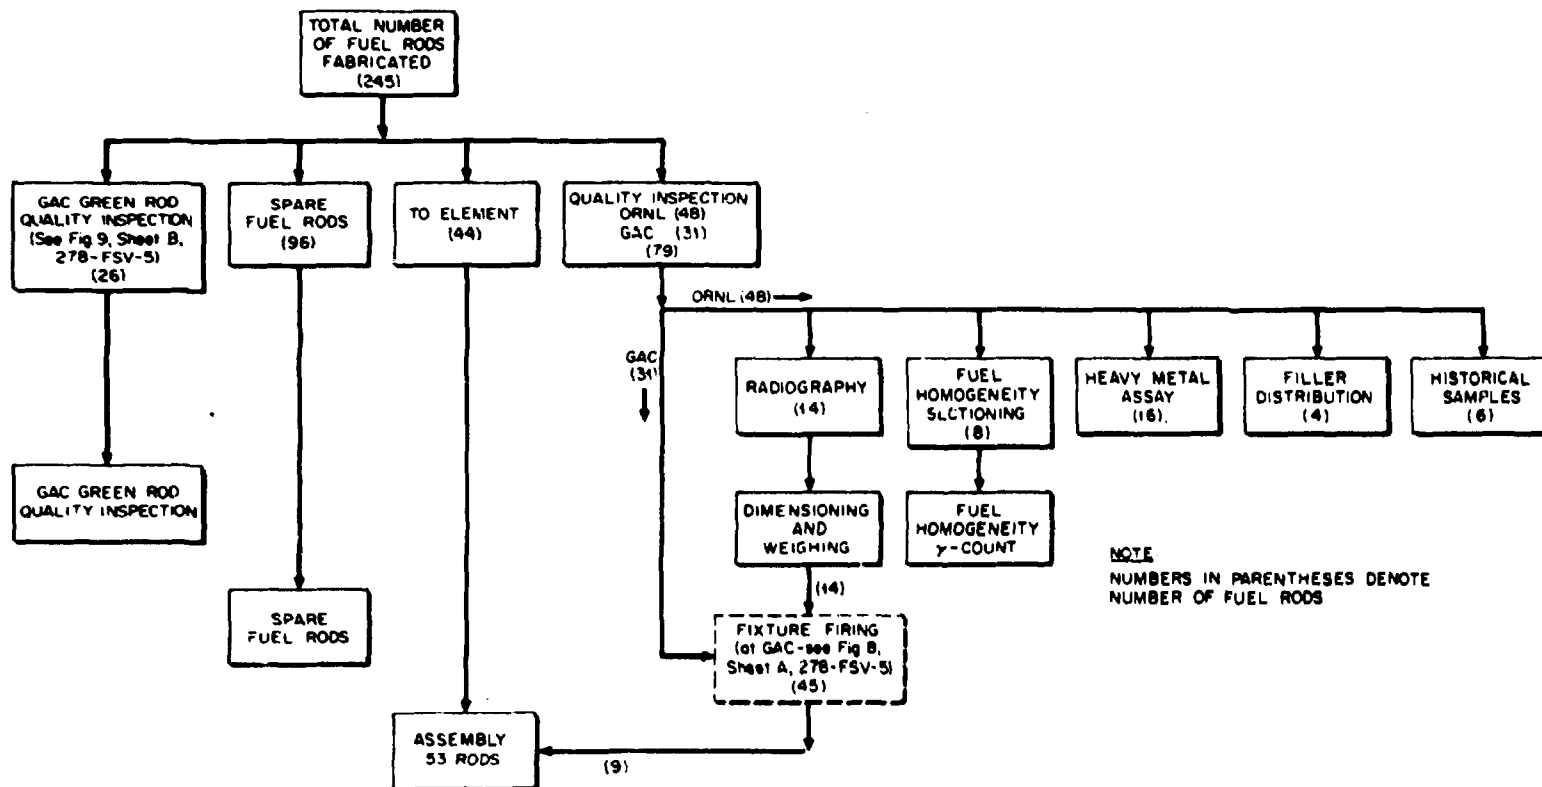 TOTAL NUMBER
OF FUEL RODS
FABRICATED
(245)
GAC GREEN ROD
QUALITY INSPECTION
(See Fig 9, Sheet B,
278-FSV-5)
(26)
SPARE
FUEL RODS
(96)
TO ELEMENT
(44)
QUALITY INSPECTION
ORNL (48)
GAC (31)
(79)
ORNL (48)
GAC
(31)
RADIOGRAPHY
(14)
FUEL
HOMOGENEITY
SECTIONING
(8)
HEAVY METAL
ASSAY
(16).
FILLER
DISTRIBUTION
(4)
HISTORICAL
SAMPLES
(6)
GAC GREEN ROD
QUALITY INSPECTION
DIMENSIONING
AND
WEIGHING
FUEL
HOMOGENEITY
γ-COUNT
NOTE
NUMBERS IN PARENTHESES DENOTE
NUMBER OF FUEL RODS
(14)
SPARE
FUEL RODS
FIXTURE FIRING
(at GAC-see Fig 8,
Sheet A, 278-FSV-5)
(45)
ASSEMBLY
53 RODS
(9)